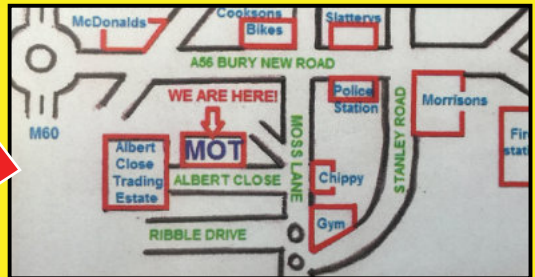 McDonalds
Cooksons
Bikes
Slatterys
A56 BURY NEW ROAD
WE ARE HERE!
Police
Station
Morrisons
M60
MOT
Albert
Close
Trading
Estate
ALBERT CLOSE
MOSS LANE
STANLEY ROAD
Chippy
Gym
RIBBLE DRIVE